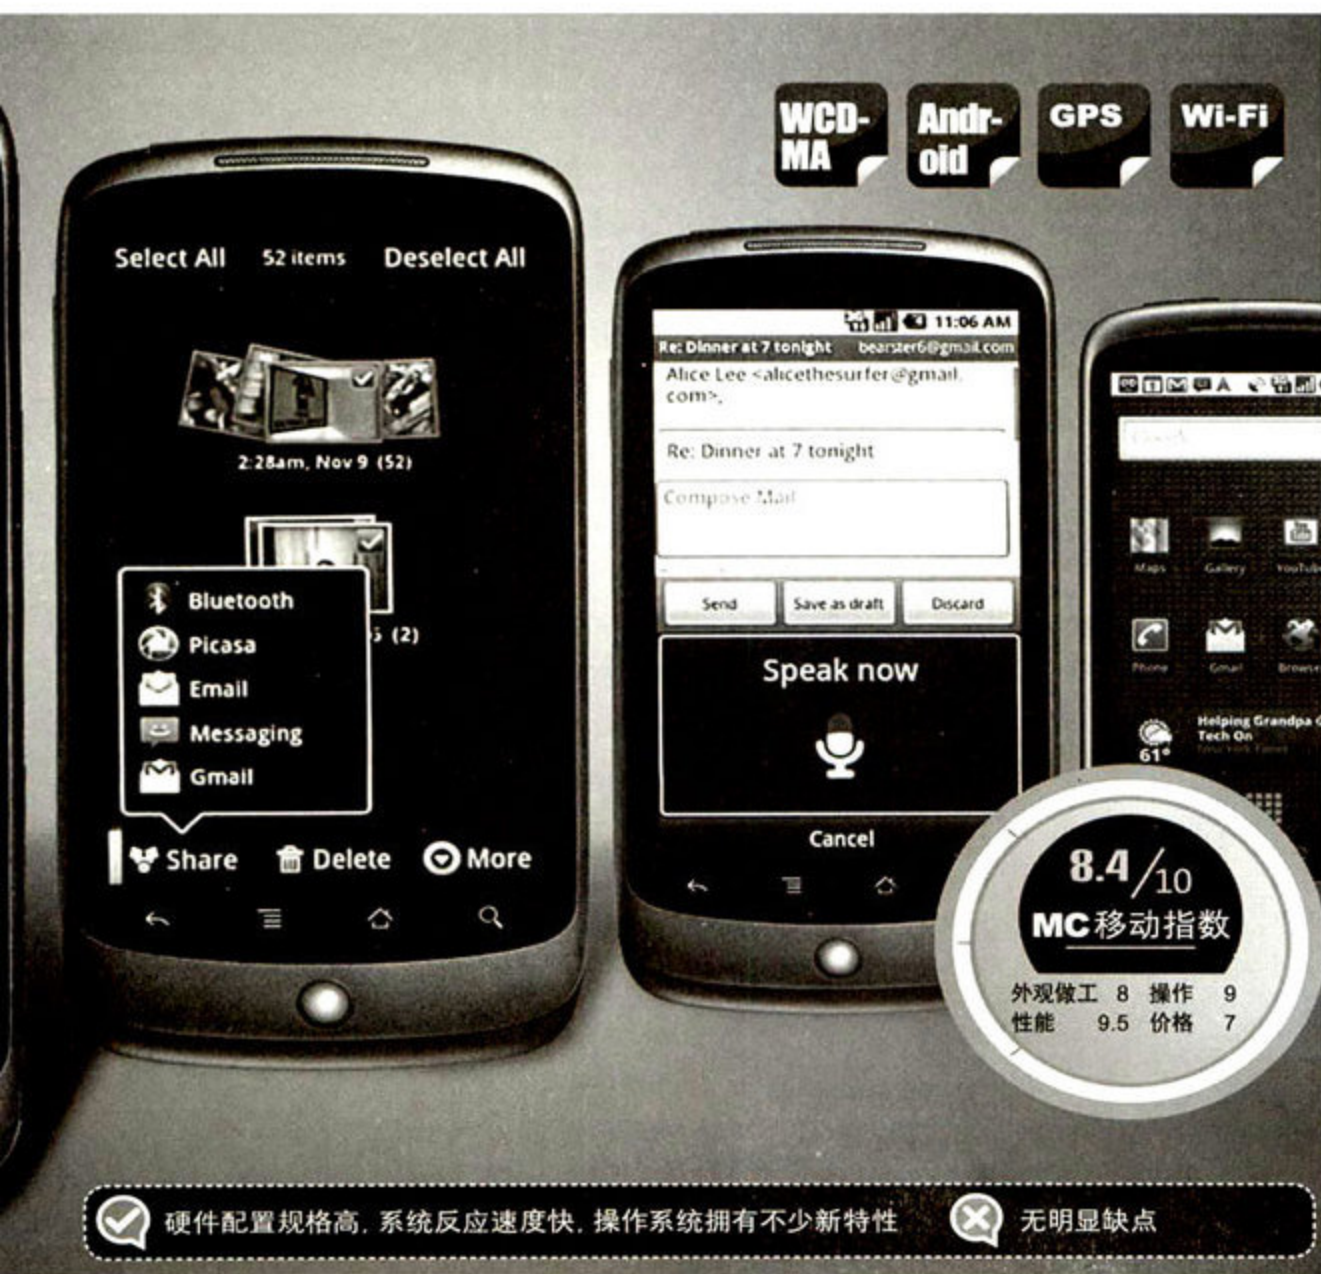 WCD-
MA
Andr-
oid
GPS
Wi-Fi
Select All 52 items Deselect All
2:28am, Nov 9 (52)
(2)
Bluetooth
Picasa
Email
Messaging
Gmail
Share Delete More
11:06 AM
Re: Dinner at 7 tonight bearster6@gmail.com
Alice Lee <alicethesurfer@gmail.
com>,
Re: Dinner at 7 tonight
Compose Mail
Send Save as draft Discard
Speak now
Cancel
Maps Gallery YouTube
Phone Gmail Browse
61°
Helping Grandpa G
Tech On
New York Times
8.4/10
MC移动指数
外观做工 8 操作 9
性能 9.5 价格 7
硬件配置规格高, 系统反应速度快, 操作系统拥有不少新特性
无明显缺点